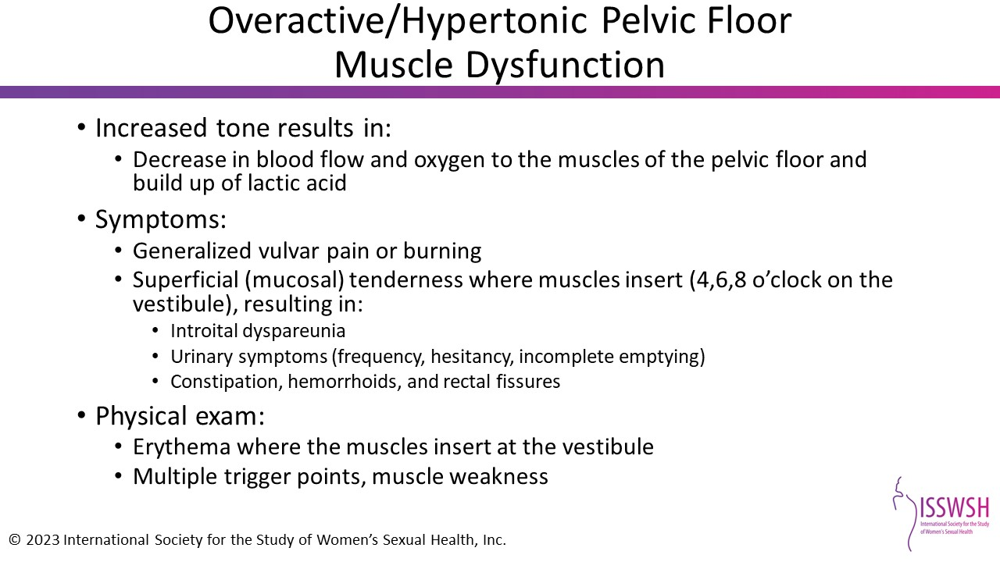 Overactive/Hypertonic Pelvic Floor
Muscle Dysfunction
• Increased tone results in:
• Decrease in blood flow and oxygen to the muscles of the pelvic floor and
build up of lactic acid
• Symptoms:
• Generalized vulvar pain or burning
• Superficial (mucosal) tenderness where muscles insert (4,6,8 o’clock on the
vestibule), resulting in:
• Introital dyspareunia
• Urinary symptoms (frequency, hesitancy, incomplete emptying)
• Constipation, hemorrhoids, and rectal fissures
• Physical exam:
• Erythema where the muscles insert at the vestibule
• Multiple trigger points, muscle weakness
ISSWSH
International Society for the Study
of Women’s Sexual Health
© 2023 International Society for the Study of Women’s Sexual Health, Inc.